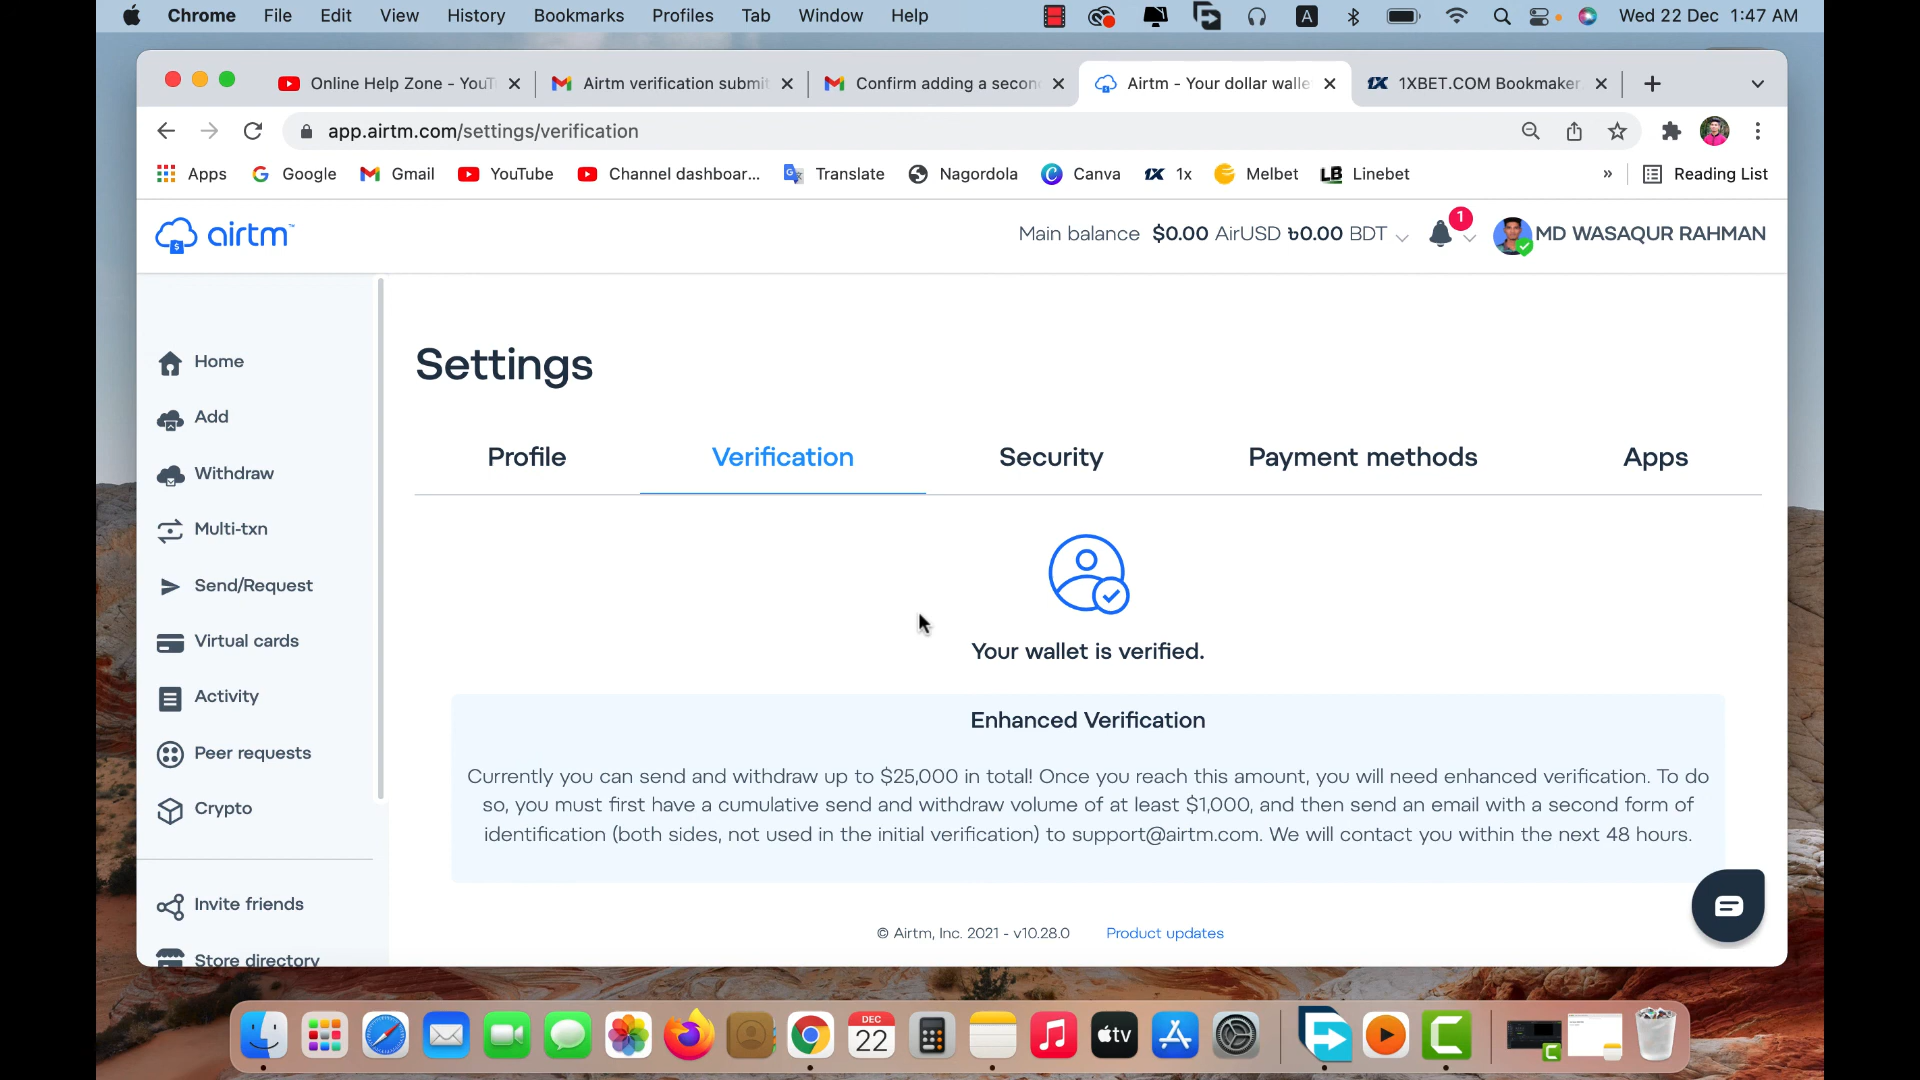 Chrome File Edit View History Bookmarks Profiles Tab Window Help A Wed 22 Dec 1:47 AM
Online Help Zone - YouT Airtm verification submit Confirm adding a secon Airtm - Your dollar walle 1XBET.COM Bookmaker
app.airtm.com/settings/verification
Apps Google Gmail YouTube Channel dashboar... Translate Nagordola Canva 1x Melbet LB Linebet » Reading List
airtm™ Main balance $0.00 AirUSD ৳0.00 BDT 1 MD WASAQUR RAHMAN
Settings
Home
Add
Withdraw
Multi-txn
Send/Request
Virtual cards
Activity
Peer requests
Crypto
Invite friends
Store directory
Profile Verification Security Payment methods Apps
Your wallet is verified.
Enhanced Verification
Currently you can send and withdraw up to $25,000 in total! Once you reach this amount, you will need enhanced verification. To do
so, you must first have a cumulative send and withdraw volume of at least $1,000, and then send an email with a second form of
identification (both sides, not used in the initial verification) to support@airtm.com. We will contact you within the next 48 hours.
© Airtm, Inc. 2021 - v10.28.0 Product updates
DEC
22
tv